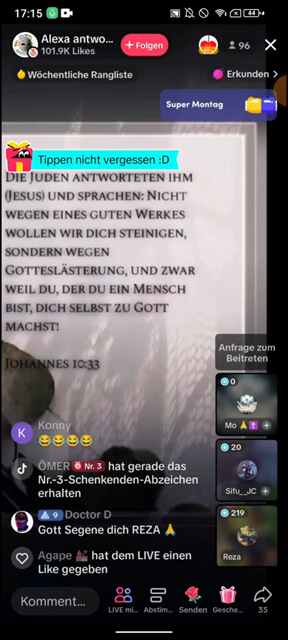 17:15
44
Alexa antwo...
101.9K Likes
+ Folgen
96
Wöchentliche Rangliste
Erkunden >
Super Montag
Tippen nicht vergessen :D
Die Juden antworteten ihm
(Jesus) und sprachen: Nicht
wegen eines guten Werkes
wollen wir dich steinigen,
sondern wegen
Gotteslästerung, und zwar
weil du, der du ein Mensch
bist, dich selbst zu Gott
machst!
Johannes 10:33
Anfrage zum
Beitreten
0
Mo 🙏✝️ +
20
Sifu_JC +
219
Reza
K
Konny
😂😂😂😂
ÖMER Nr. 3 hat gerade das
Nr.-3-Schenkenden-Abzeichen
erhalten
9 Doctor D
Gott Segene dich REZA 🙏
Agape hat dem LIVE einen
Like gegeben
Komment...
LIVE mi...
Abstim...
Senden
Gesche...
35